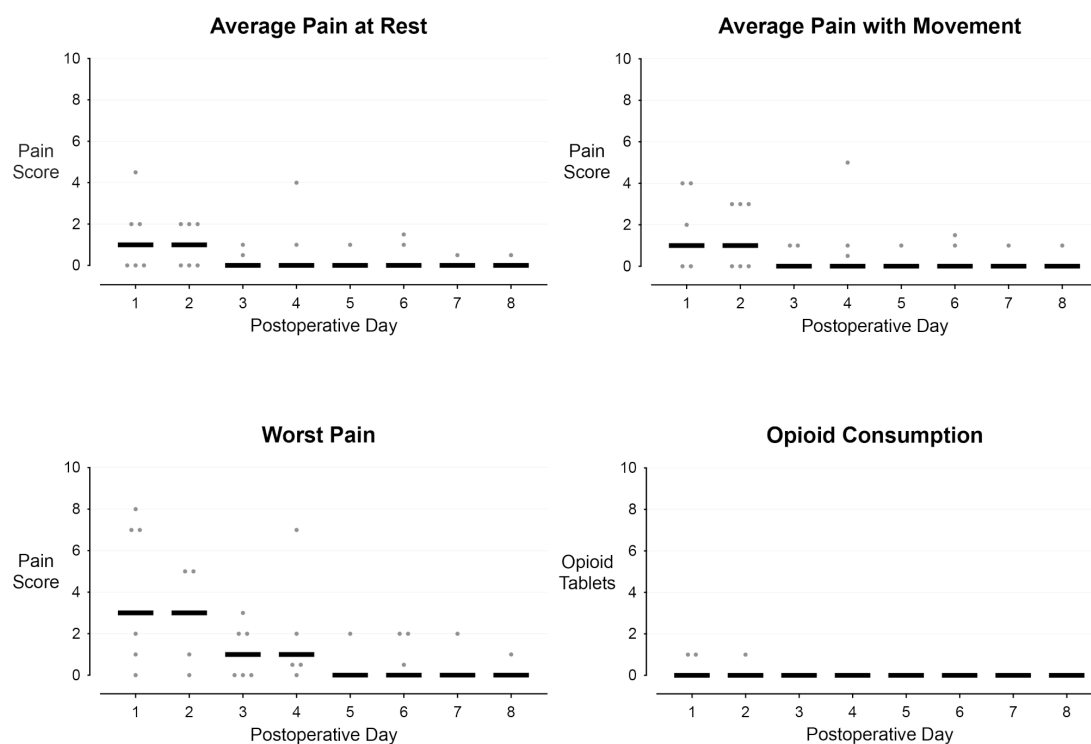 Average Pain at Rest
10
8
6
4
2
0
Pain
Score
1 2 3 4 5 6 7 8
Postoperative Day
Average Pain with Movement
10
8
6
4
2
0
Pain
Score
1 2 3 4 5 6 7 8
Postoperative Day
Worst Pain
10
8
6
4
2
0
Pain
Score
1 2 3 4 5 6 7 8
Postoperative Day
Opioid Consumption
10
8
6
4
2
0
Opioid
Tablets
1 2 3 4 5 6 7 8
Postoperative Day